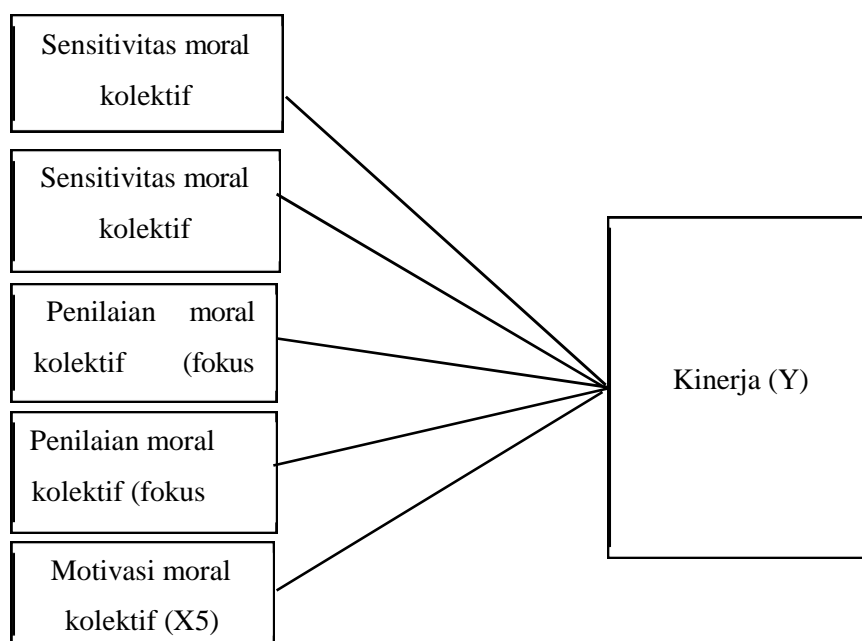 Sensitivitas moral
kolektif
Sensitivitas moral
kolektif
Penilaian moral
kolektif (fokus
Penilaian moral
kolektif (fokus
Motivasi moral
kolektif (X5)
Kinerja (Y)